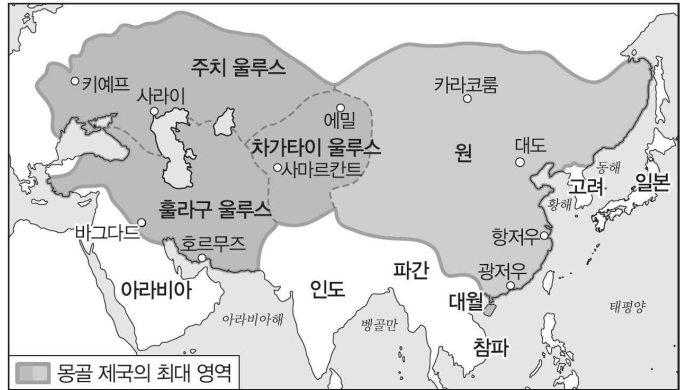 주치 울루스
키예프
사라이
카라코룸
에밀
차가타이 울루스
사마르칸트
원
대도
동해
고려
일본
황해
훌라구 울루스
바그다드
호르무즈
항저우
광저우
파간
인도
아라비아
대월
참파
아라비아해
벵골만
태평양
몽골 제국의 최대 영역